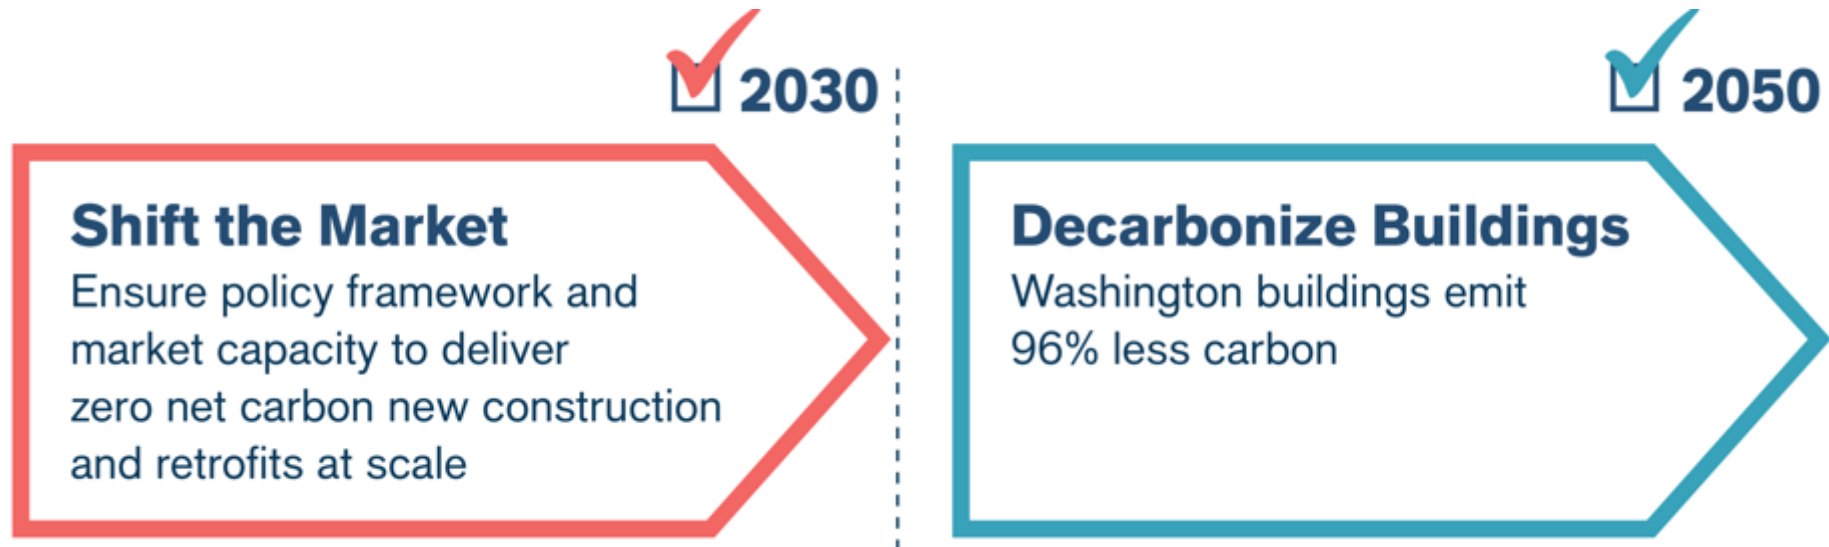 2030
Shift the Market
Ensure policy framework and
market capacity to deliver
zero net carbon new construction
and retrofits at scale
2050
Decarbonize Buildings
Washington buildings emit
96% less carbon